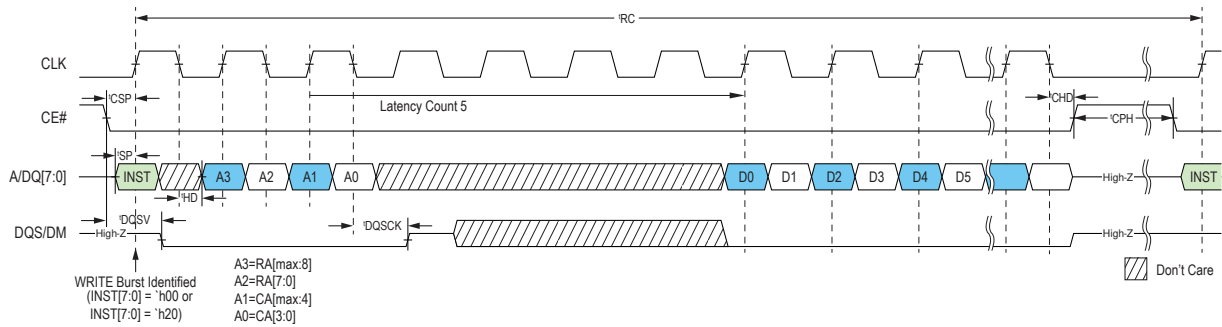 tRC
CLK
tCSP
Latency Count 5
tCHD
CE#
tCPH
tSP
A/DQ[7:0]
INST A3 A2 A1 A0 D0 D1 D2 D3 D4 D5 High-Z INST
tHD
tDQSV
tDQSCK
DQS/DM High-Z High-Z
WRITE Burst Identified
(INST[7:0] = `h00 or
INST[7:0] = `h20)
A3=RA[max:8]
A2=RA[7:0]
A1=CA[max:4]
A0=CA[3:0]
Don't Care